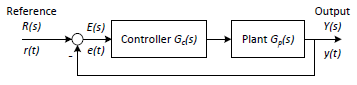 Reference
R(s)
r(t)
-
E(s)
e(t)
Controller Gc(s)
Plant Gp(s)
Output
Y(s)
y(t)